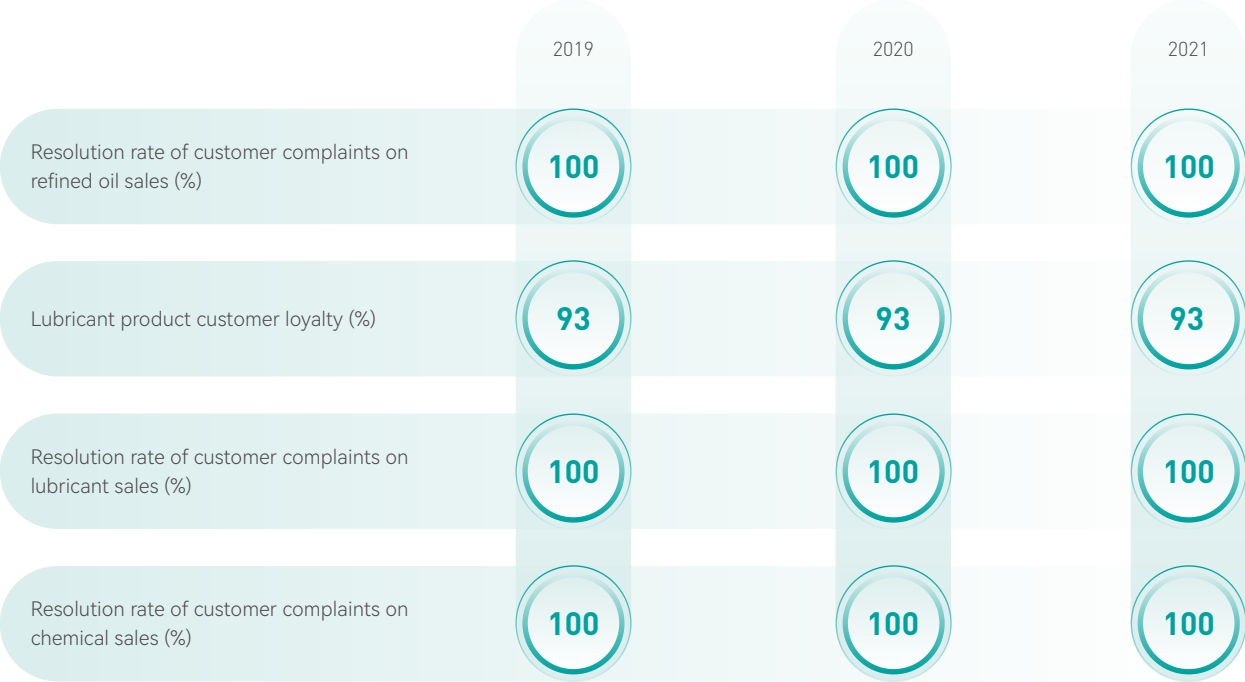 2019 2020 2021
Resolution rate of customer complaints on
refined oil sales (%)
100 100 100
Lubricant product customer loyalty (%) 93 93 93
Resolution rate of customer complaints on
lubricant sales (%)
100 100 100
Resolution rate of customer complaints on
chemical sales (%)
100 100 100